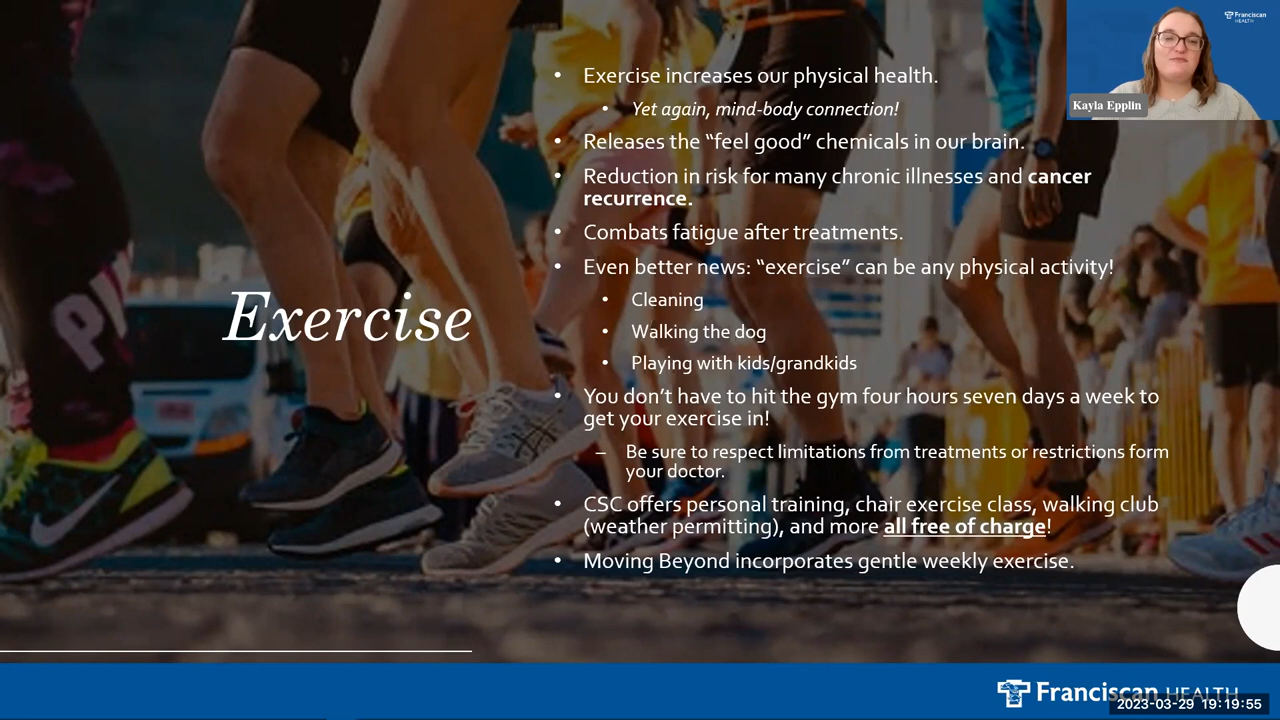 Franciscan
HEALTH
Kayla Epplin
Exercise
• Exercise increases our physical health.
• Yet again, mind-body connection!
• Releases the “feel good” chemicals in our brain.
• Reduction in risk for many chronic illnesses and cancer
recurrence.
• Combats fatigue after treatments.
• Even better news: “exercise” can be any physical activity!
• Cleaning
• Walking the dog
• Playing with kids/grandkids
• You don’t have to hit the gym four hours seven days a week to
get your exercise in!
– Be sure to respect limitations from treatments or restrictions form
your doctor.
• CSC offers personal training, chair exercise class, walking club
(weather permitting), and more all free of charge!
• Moving Beyond incorporates gentle weekly exercise.
Franciscan HEALTH
2023-03-29 19:19:55